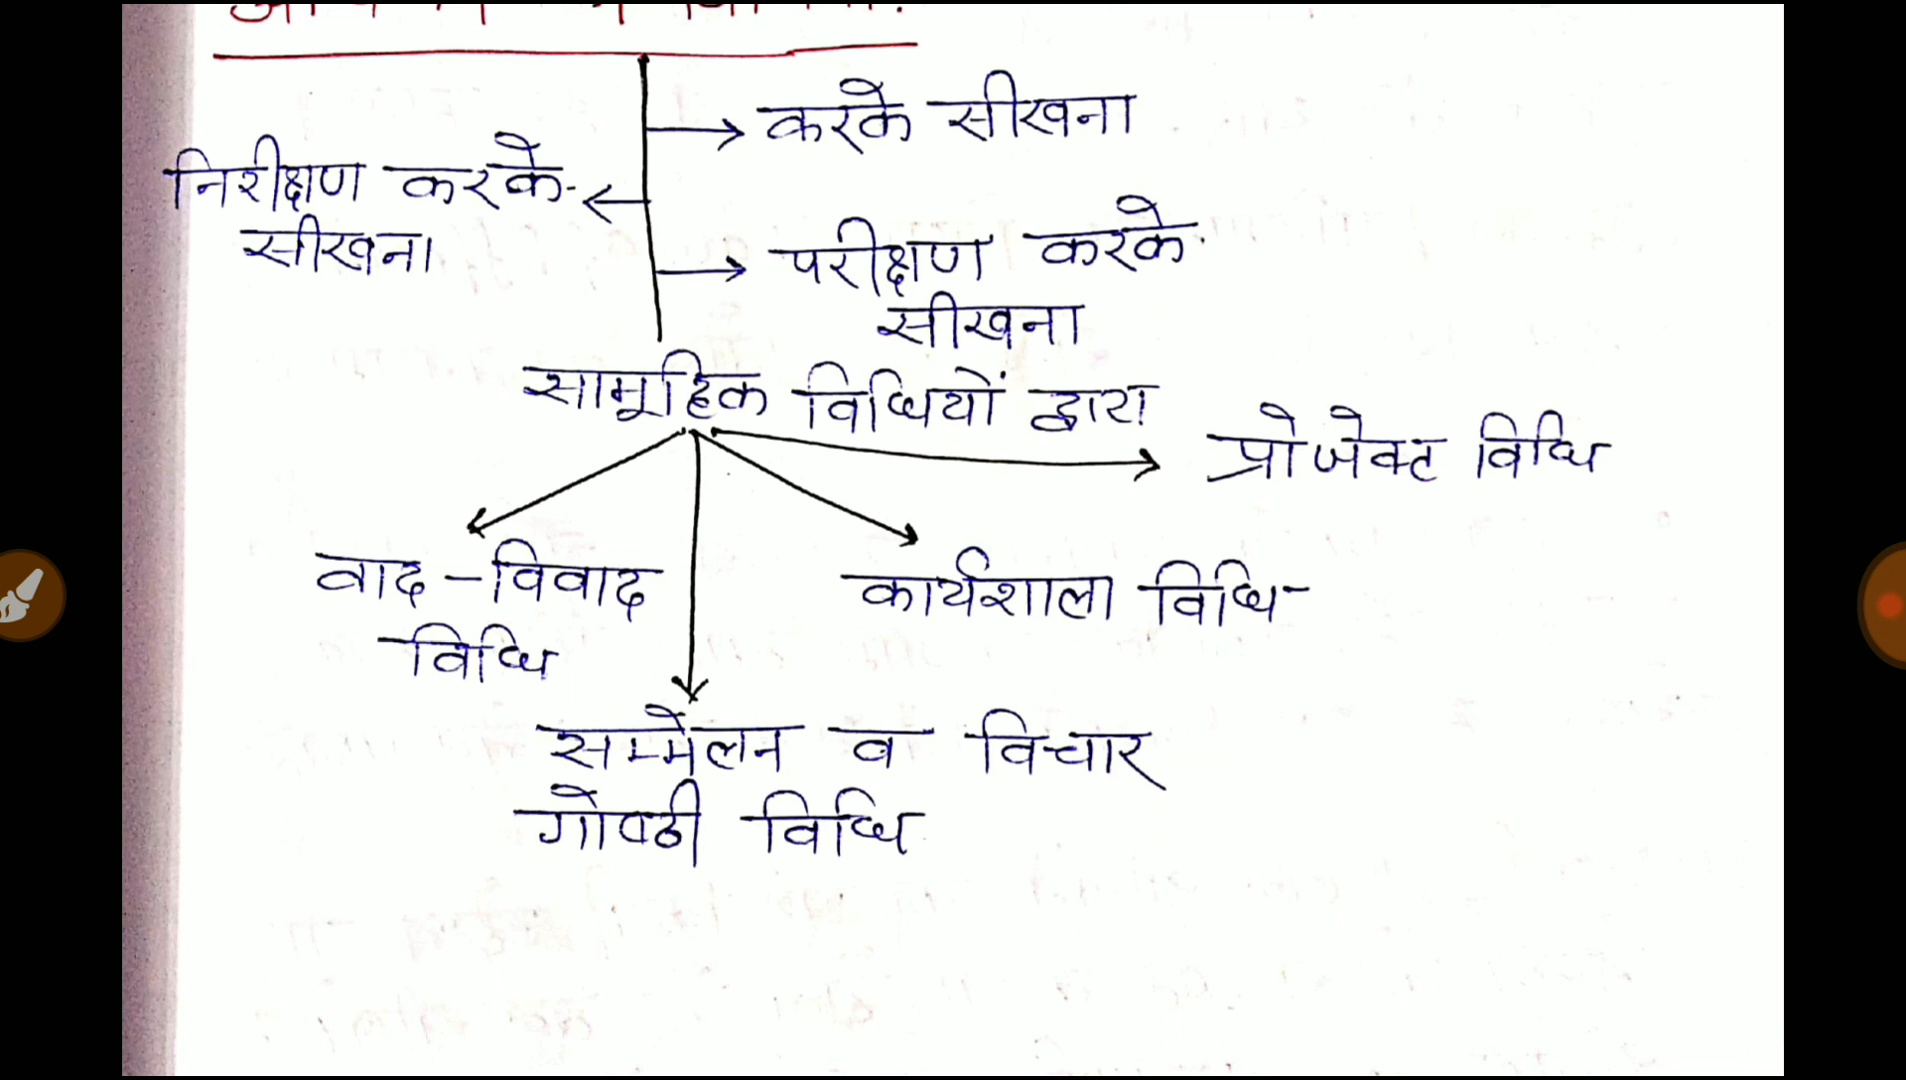 करके सीखना
निरीक्षण करके
सीखना
परीक्षण करके
सीखना
सामूहिक विधियों द्वारा
प्रोजेक्ट विधि
वाद-विवाद
विधि
कार्यशाला विधि
सम्मेलन व विचार
गोष्ठी विधि